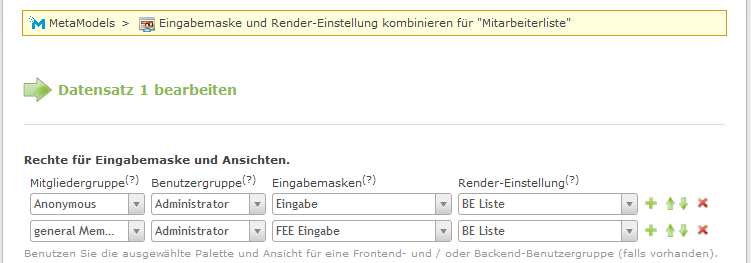 MetaModels > Eingabemaske und Render-Einstellung kombinieren für "Mitarbeiterliste"
Datensatz 1 bearbeiten
Rechte für Eingabemaske und Ansichten.
Mitgliedergruppe(?) Benutzergruppe(?) Eingabemasken(?) Render-Einstellung(?)
Anonymous Administrator Eingabe BE Liste
general Mem... Administrator FEE Eingabe BE Liste
Benutzen Sie die ausgewählte Palette und Ansicht für eine Frontend- und / oder Backend-Benutzergruppe (falls vorhanden).